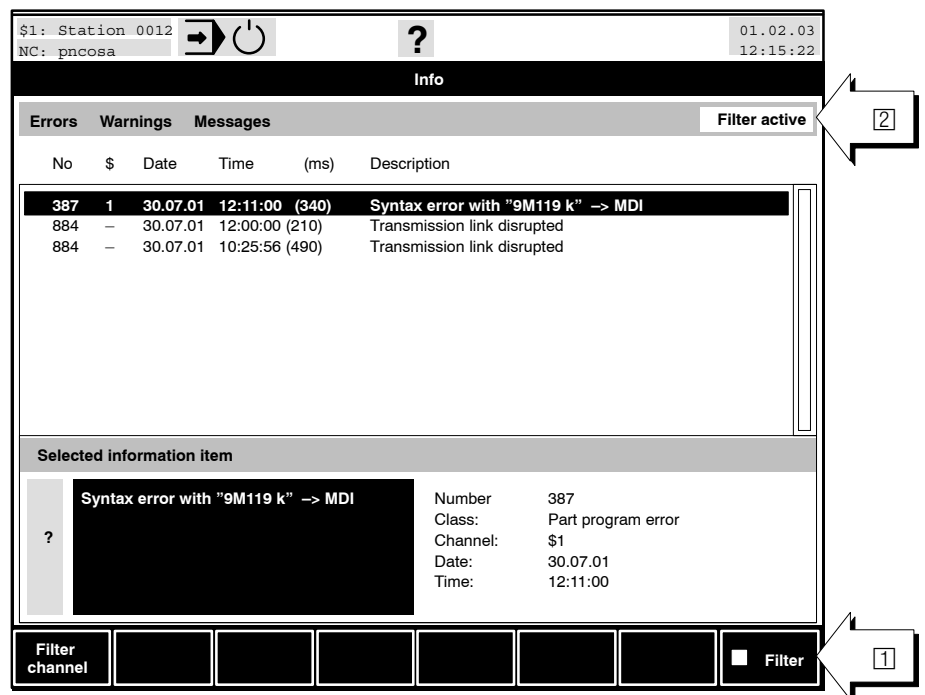 $1: Station 0012
NC: pncosa
?
01.02.03
12:15:22
Info
Errors Warnings Messages Filter active
2
No $ Date Time (ms) Description
387 1 30.07.01 12:11:00 (340) Syntax error with ”9M119 k” –> MDI
884 – 30.07.01 12:00:00 (210) Transmission link disrupted
884 – 30.07.01 10:25:56 (490) Transmission link disrupted
Selected information item
?
Syntax error with ”9M119 k” –> MDI
Number 387
Class: Part program error
Channel: $1
Date: 30.07.01
Time: 12:11:00
Filter
channel
Filter
1